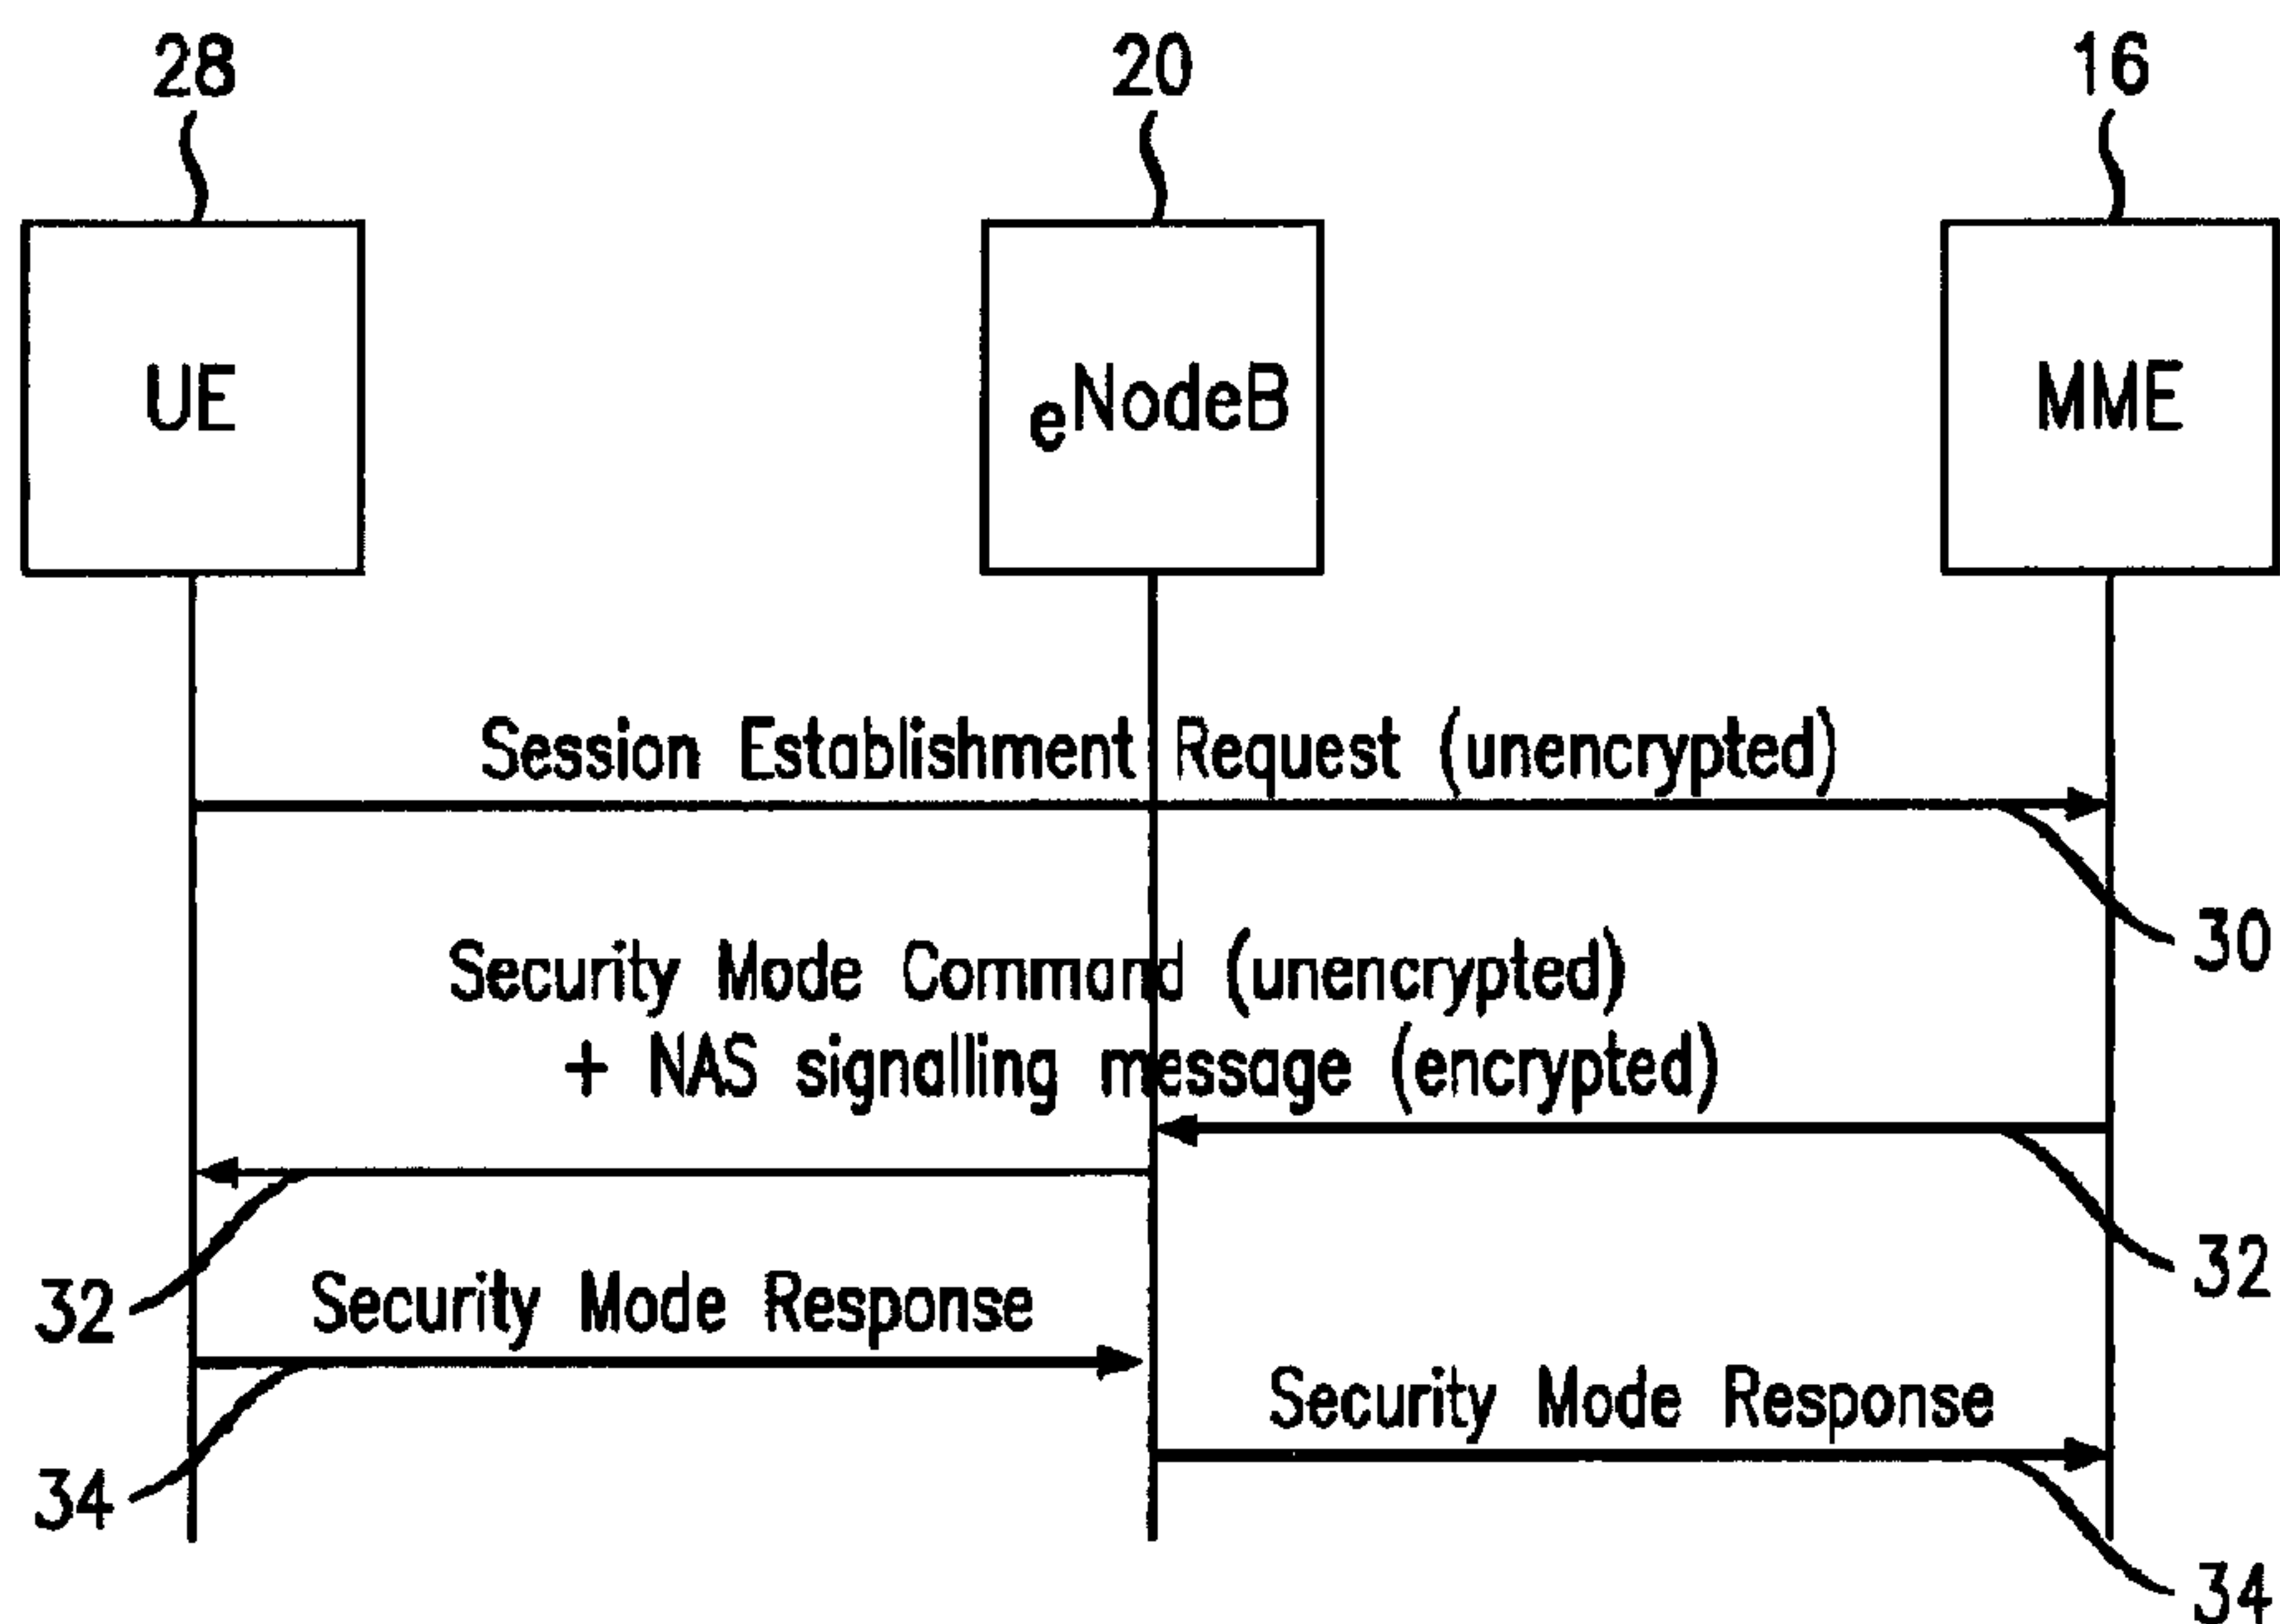 28
20
16
UE
eNodeB
MME
Session Establishment Request (unencrypted)
30
Security Mode Command (unencrypted)
+ NAS signalling message (encrypted)
32
32
Security Mode Response
34
Security Mode Response
34